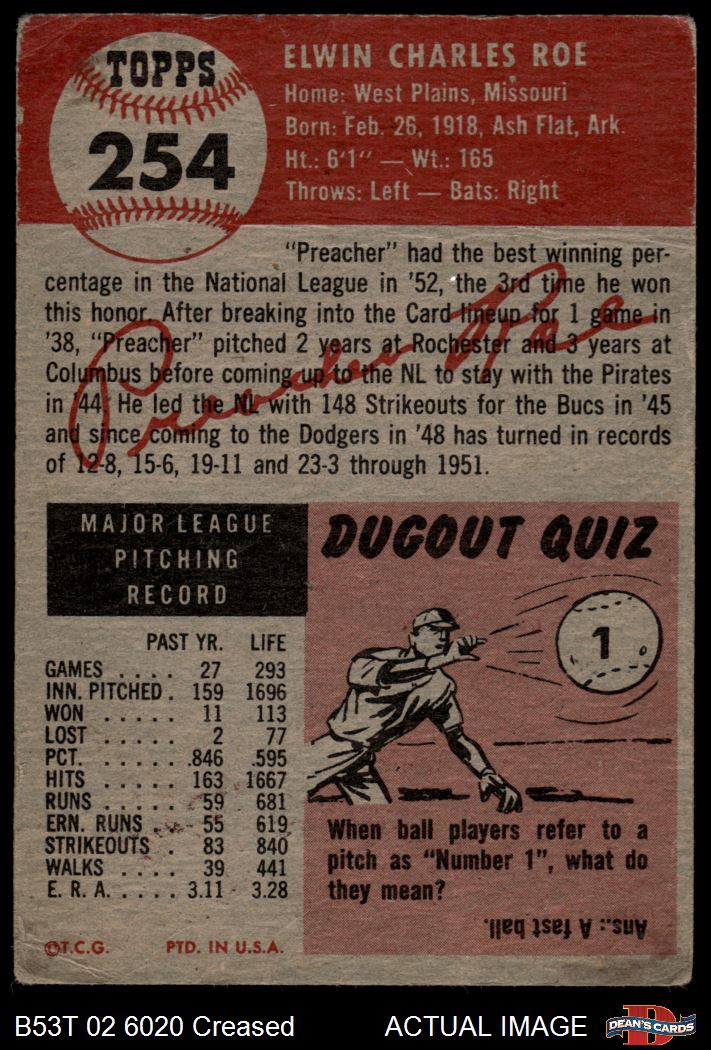 TOPPS
254
ELWIN CHARLES ROE
Home: West Plains, Missouri
Born: Feb. 26, 1918, Ash Flat, Ark.
Ht.: 6'1" — Wt.: 165
Throws: Left — Bats: Right
"Preacher" had the best winning per-
centage in the National League in '52, the 3rd time he won
this honor. After breaking into the Card lineup for 1 game in
'38, "Preacher" pitched 2 years at Rochester and 3 years at
Columbus before coming up to the NL to stay with the Pirates
in '44. He led the NL with 148 Strikeouts for the Bucs in '45
and since coming to the Dodgers in '48 has turned in records
of 12-8, 15-6, 19-11 and 23-3 through 1951.
Preacher Roe
MAJOR LEAGUE
PITCHING
RECORD
PAST YR. LIFE
GAMES . . . . 27 293
INN. PITCHED . 159 1696
WON . . . . . 11 113
LOST . . . . . 2 77
PCT. . . . . . .846 .595
HITS . . . . . 163 1667
RUNS . . . . . 59 681
ERN. RUNS . . 55 619
STRIKEOUTS . 83 840
WALKS . . . . 39 441
E. R. A. . . . . 3.11 3.28
©T.C.G. PTD. IN U.S.A.
DUGOUT QUIZ
1
When ball players refer to a
pitch as "Number 1", what do
they mean?
Ans.: A fast ball.
B53T 02 6020 Creased ACTUAL IMAGE
DEAN'S CARDS